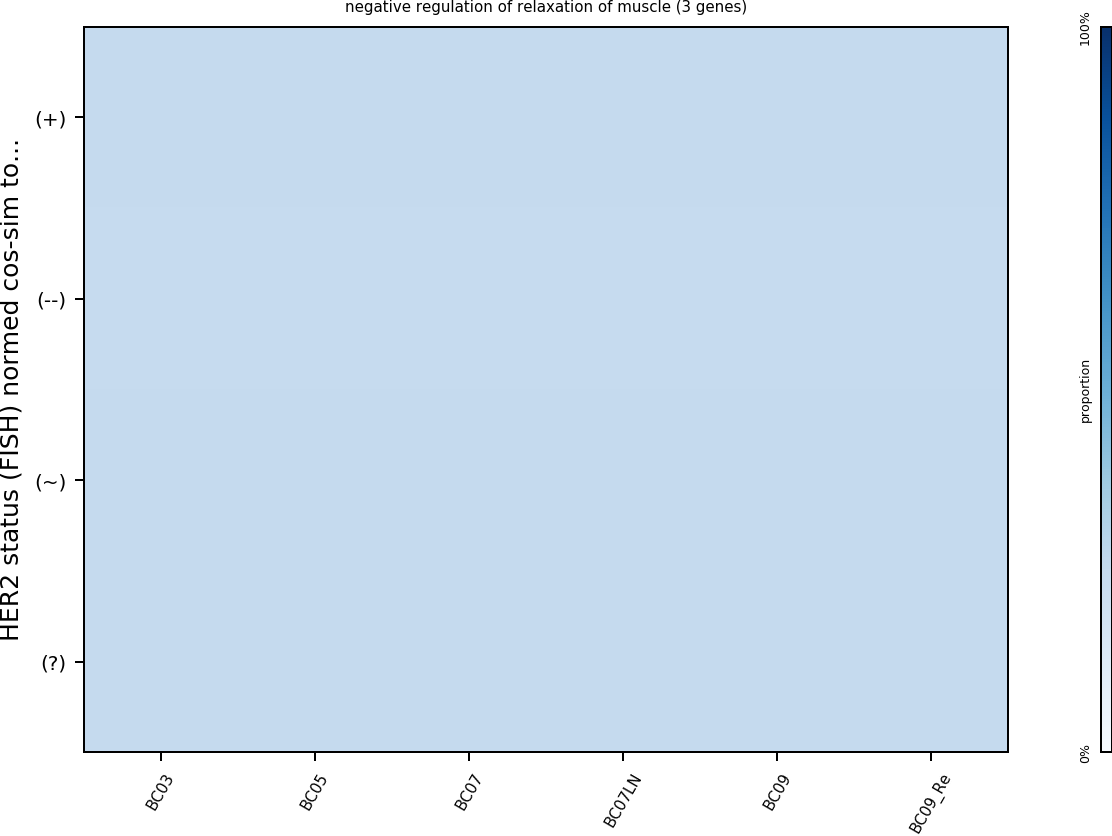 negative regulation of relaxation of muscle (3 genes)
HER2 status (FISH) normed cos-sim to...
(+)
(--)
(~)
(?)
BC03
BC05
BC07
BC07LN
BC09
BC09_Re
100%
proportion
0%